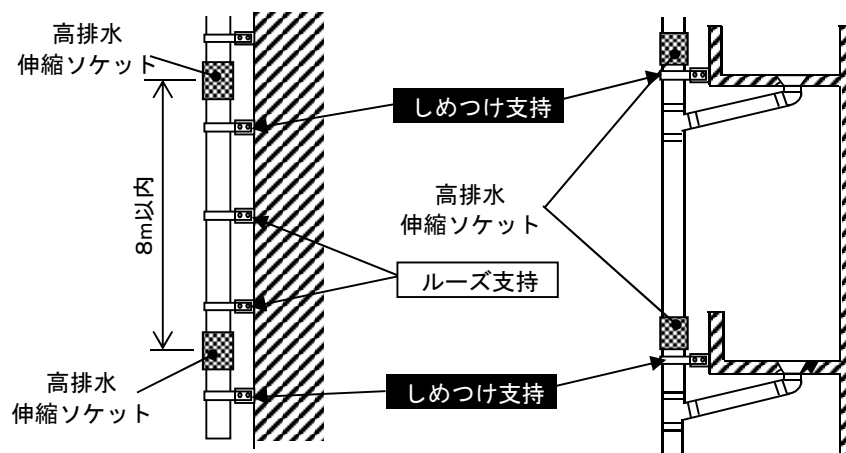 高排水
伸縮ソケット
しめつけ支持
8m以内
高排水
伸縮ソケット
ルーズ支持
高排水
伸縮ソケット
しめつけ支持